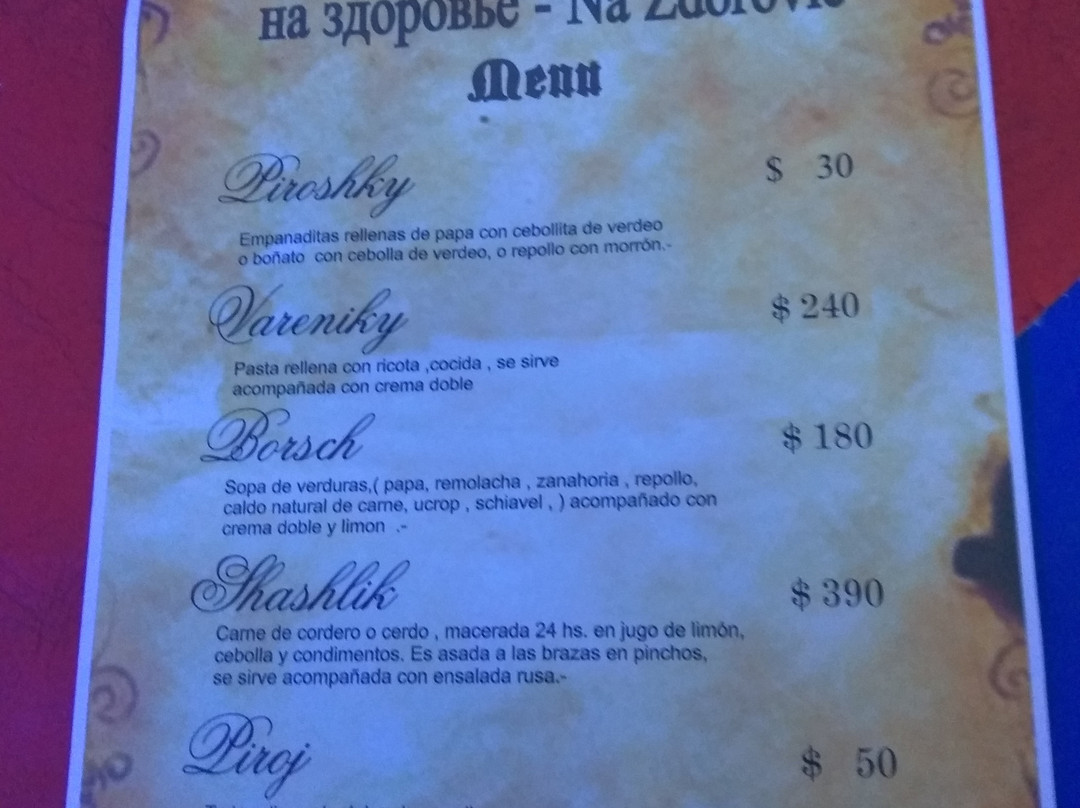 на здоровье - Na Zdorovie
Menu
Piroshky $ 30
Empanaditas rellenas de papa con cebollita de verdeo
o boñato con cebolla de verdeo, o repollo con morrón.-
Vareniky $ 240
Pasta rellena con ricota ,cocida , se sirve
acompañada con crema doble
Borsch $ 180
Sopa de verduras,( papa, remolacha , zanahoria , repollo,
caldo natural de carne, ucrop , schiavel , ) acompañado con
crema doble y limon .-
Shashlik $ 390
Carne de cordero o cerdo , macerada 24 hs. en jugo de limón,
cebolla y condimentos. Es asada a las brazas en pinchos,
se sirve acompañada con ensalada rusa.-
Piroj $ 50